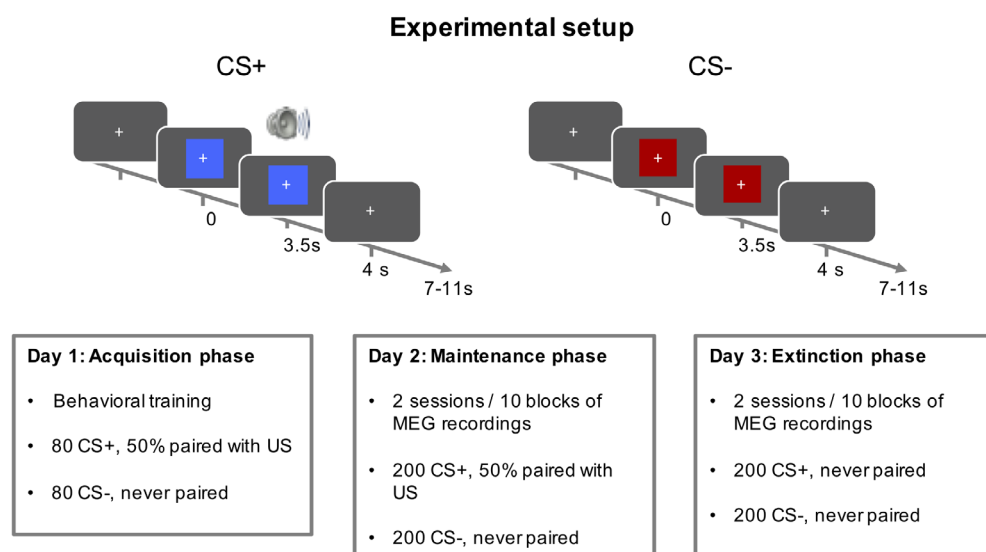 Experimental setup
CS+
CS-
0
3.5s
4 s
7-11s
0
3.5s
4 s
7-11s
Day 1: Acquisition phase
• Behavioral training
• 80 CS+, 50% paired with US
• 80 CS-, never paired
Day 2: Maintenance phase
• 2 sessions / 10 blocks of
MEG recordings
• 200 CS+, 50% paired with
US
• 200 CS-, never paired
Day 3: Extinction phase
• 2 sessions / 10 blocks of
MEG recordings
• 200 CS+, never paired
• 200 CS-, never paired